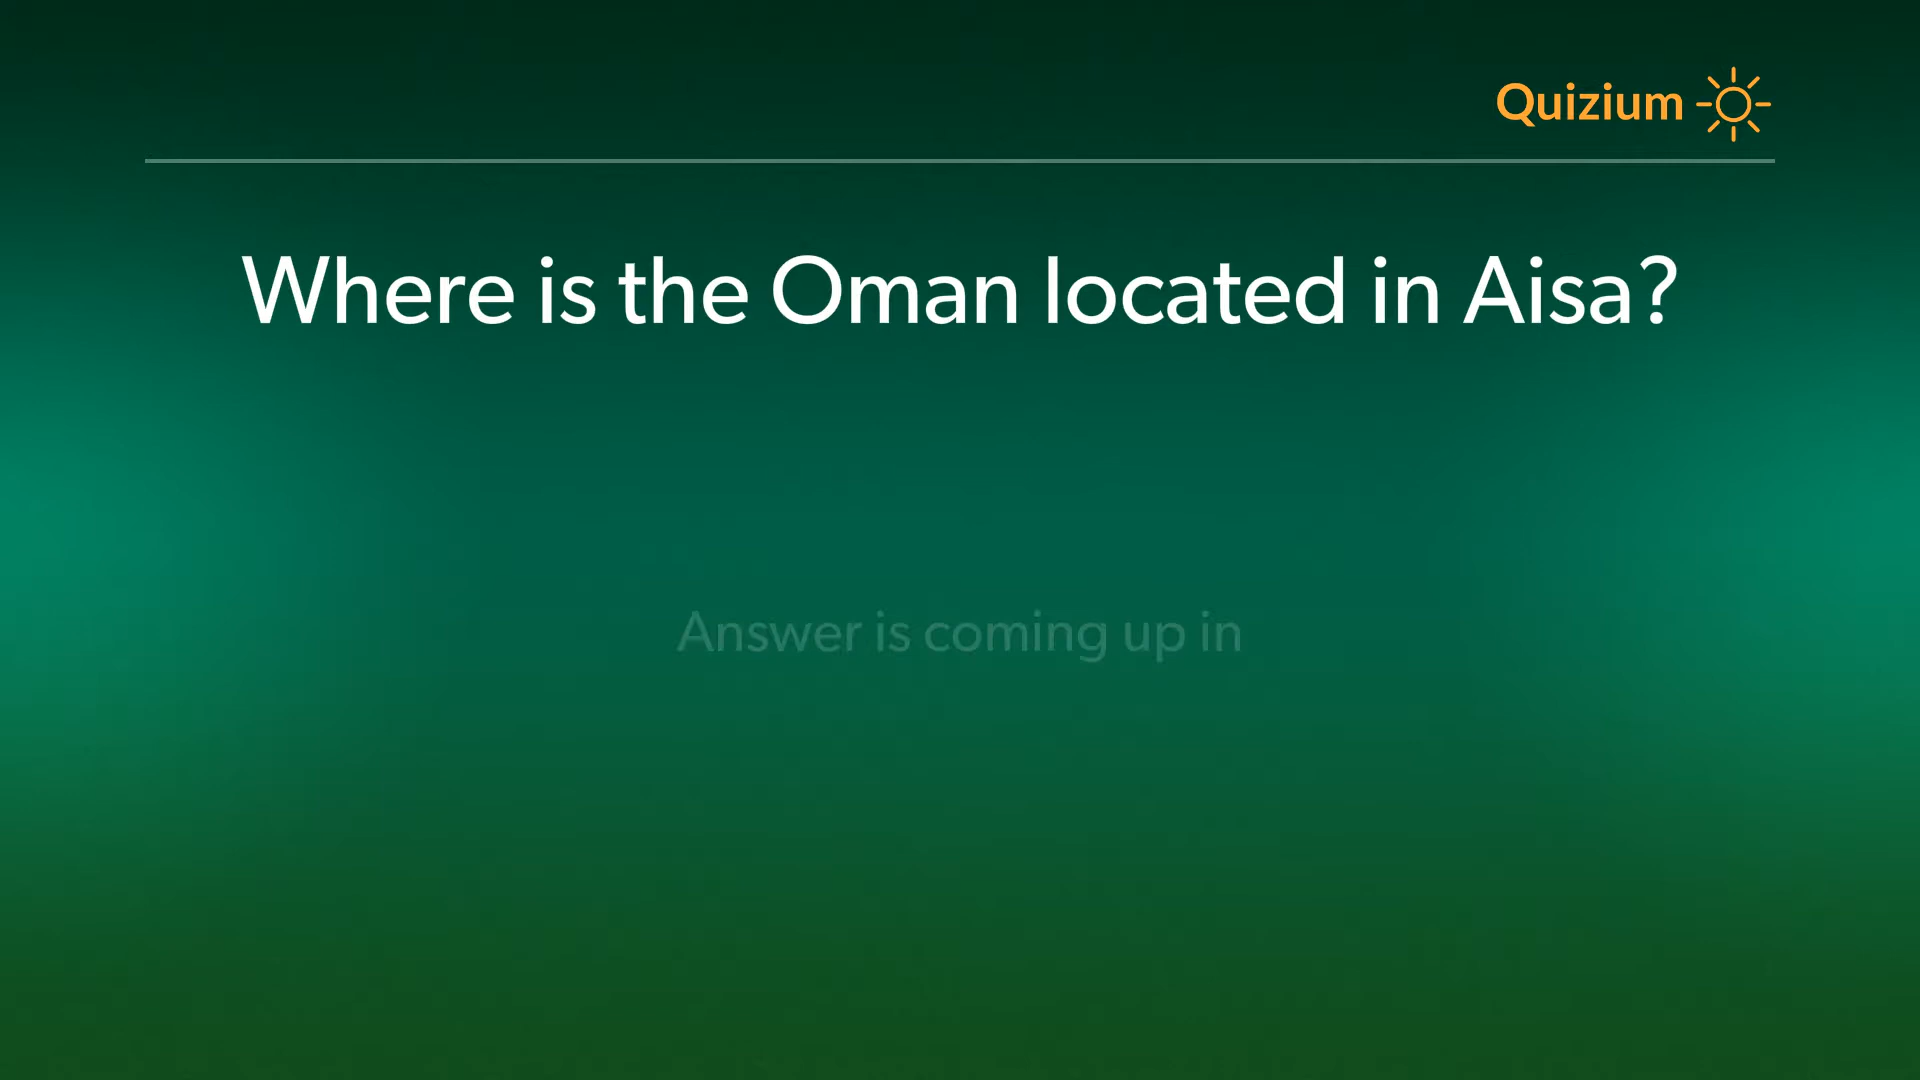 Quizium
Where is the Oman located in Aisa?
Answer is coming up in